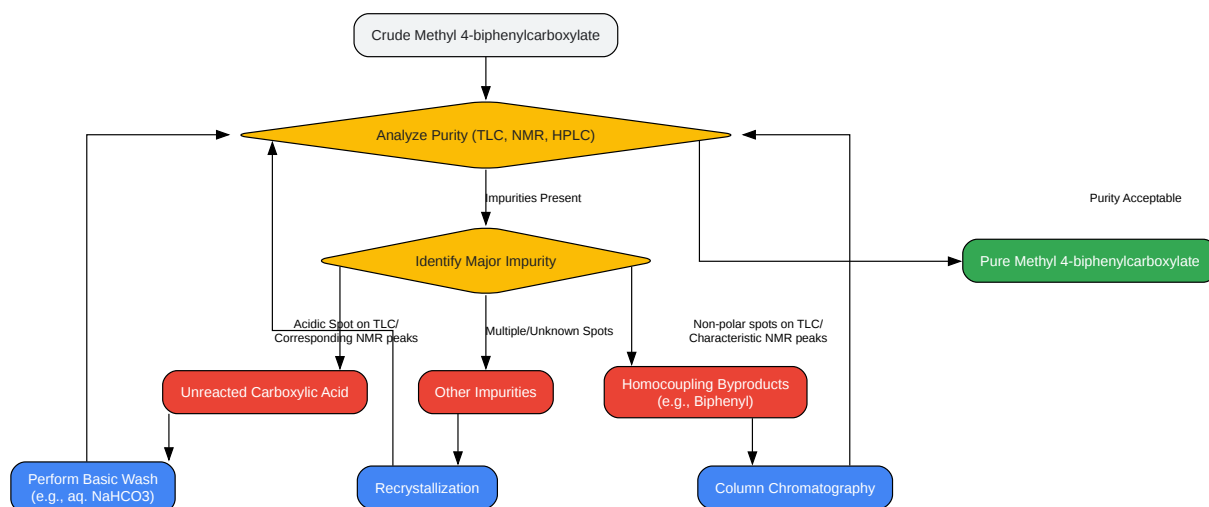 Crude Methyl 4-biphenylcarboxylate
Analyze Purity (TLC, NMR, HPLC)
Impurities Present
Purity Acceptable
Identify Major Impurity
Pure Methyl 4-biphenylcarboxylate
Acidic Spot on TLC/
Corresponding NMR peaks
Multiple/Unknown Spots
Non-polar spots on TLC/
Characteristic NMR peaks
Unreacted Carboxylic Acid
Other Impurities
Homocoupling Byproducts
(e.g., Biphenyl)
Perform Basic Wash
(e.g., aq. NaHCO3)
Recrystallization
Column Chromatography